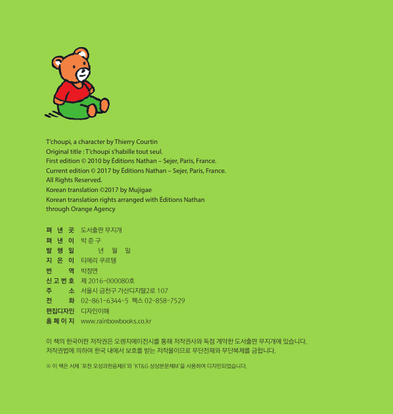 T'choupi, a character by Thierry Courtin
Original title : T'choupi s'habille tout seul.
First edition © 2010 by Éditions Nathan – Sejer, Paris, France.
Current edition © 2017 by Éditions Nathan – Sejer, Paris, France.
All Rights Reserved.
Korean translation ©2017 by Mujigae
Korean translation rights arranged with Éditions Nathan
through Orange Agency
펴 낸 곳 도서출판 무지개
펴 낸 이 박 준 구
발 행 일 년 월 일
지 은 이 티에리 쿠르탱
번 역 박정연
신 고 번 호 제 2016-000080호
주 소 서울시 금천구 가산디지털2로 107
전 화 02-861-6344~5 팩스 02-858-7529
편집디자인 디자인이해
홈 페 이 지 www.rainbowbooks.co.kr
이 책의 한국어판 저작권은 오렌지에이전시를 통해 저작권사와 독점 계약한 도서출판 무지개에 있습니다.
저작권법에 의하여 한국 내에서 보호를 받는 저작물이므로 무단전재와 무단복제를 금합니다.
※ 이 책은 서체 '포천 오성과한음체B'와 'KT&G 상상본문체M'을 사용하여 디자인되었습니다.